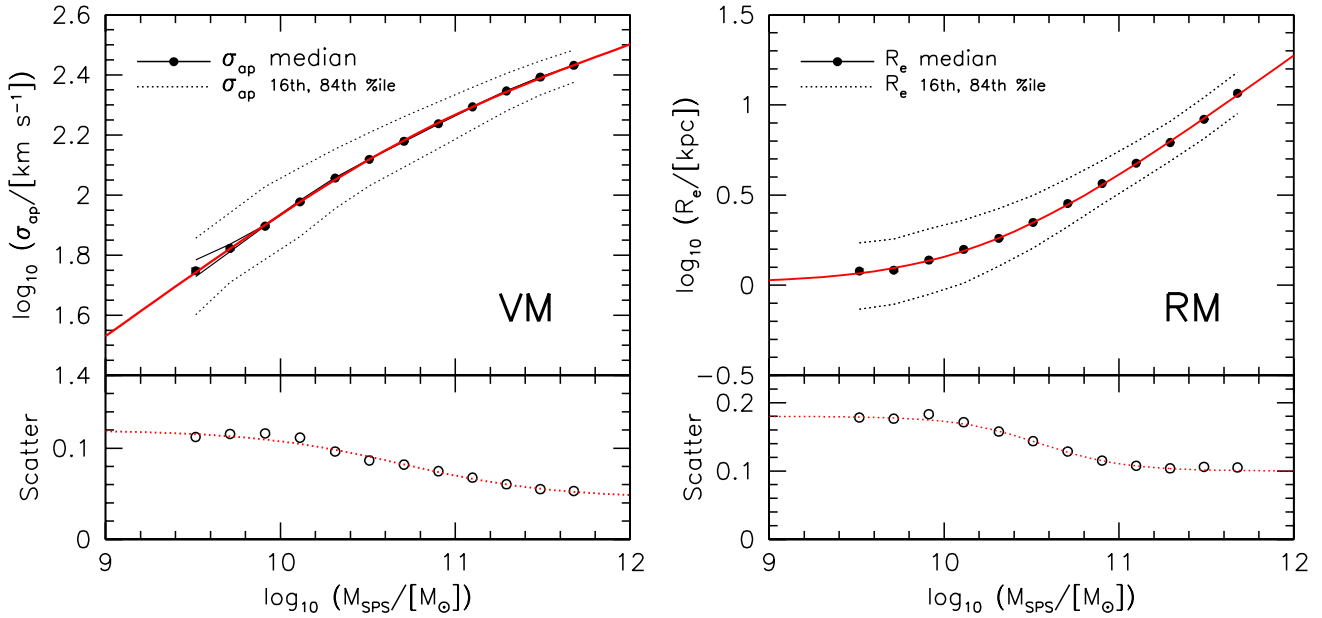 2.6
2.4
2.2
2
1.8
1.6
1.4
log₁₀ (σₐₚ/[km s⁻¹])
σₐₚ median
σₐₚ 16th, 84th %ile
VM
0.1
0
Scatter
9 10 11 12
log₁₀ (M_SPS/[M⊙])
1.5
1
0.5
0
−0.5
log₁₀ (Rₑ/[kpc])
Rₑ median
Rₑ 16th, 84th %ile
RM
0.2
0.1
0
Scatter
9 10 11 12
log₁₀ (M_SPS/[M⊙])